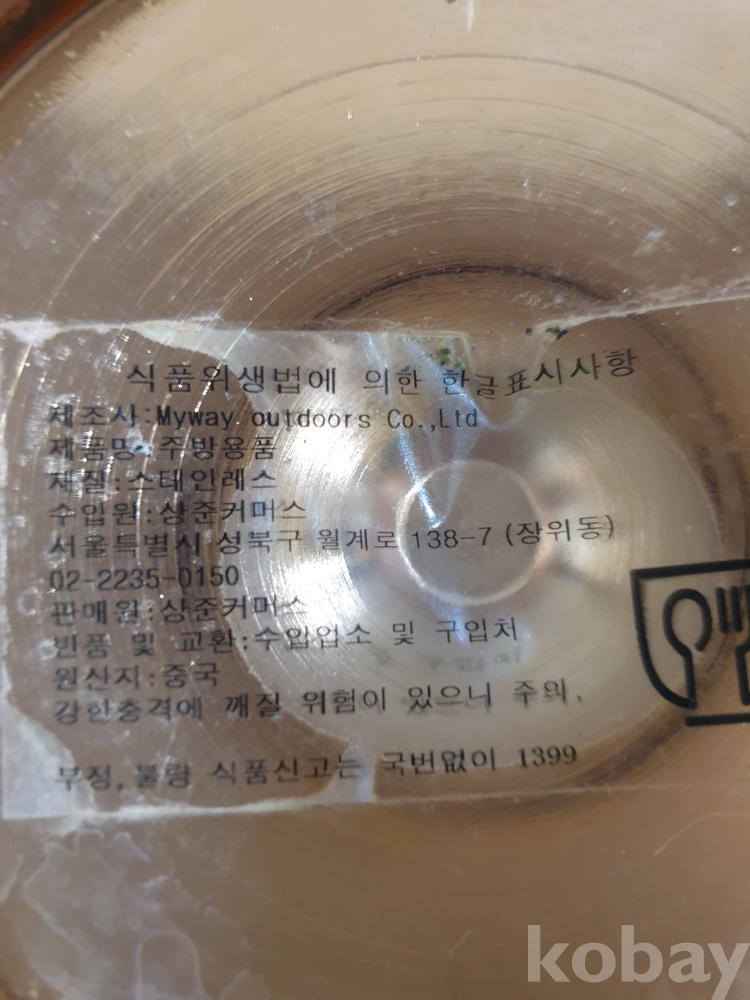 식품위생법에 의한 한글표시사항
제조사:Myway outdoors Co.,Ltd
제품명:주방용품
재질:스테인레스
수입원:상준커머스
서울특별시 성북구 월계로 138-7 (장위동)
02-2235-0150
판매원:상준커머스
반품 및 교환:수입업소 및 구입처
원산지:중국
강한충격에 깨질 위험이 있으니 주의.
부정,불량 식품신고는 국번없이 1399
kobay